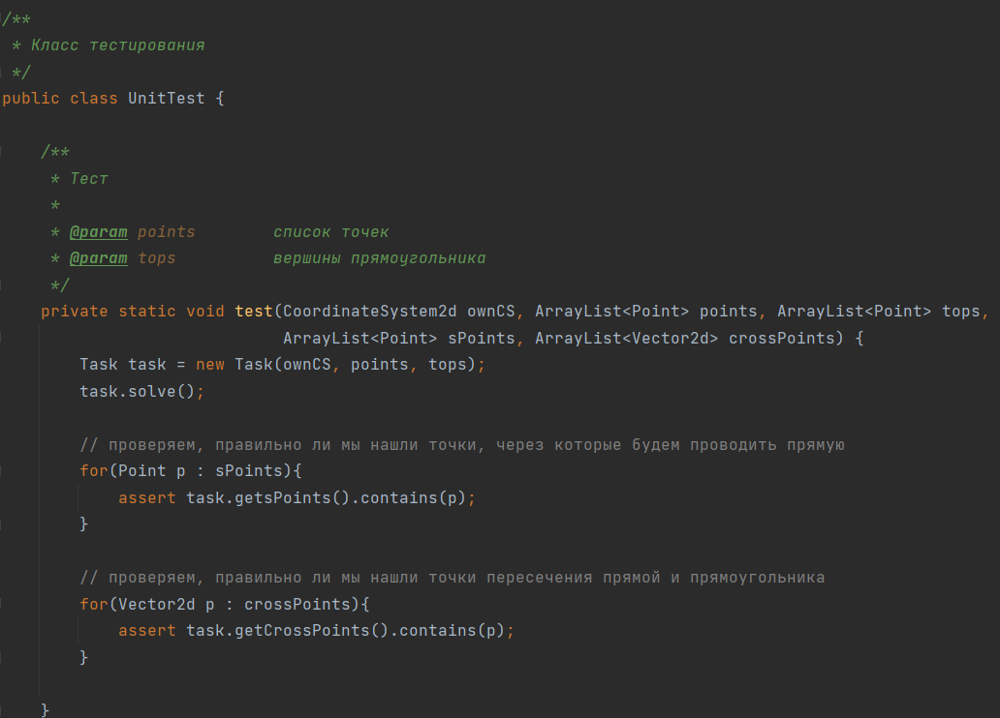 /**
 * Класс тестирования
 */
public class UnitTest {
    /**
     * Тест
     *
     * @param points        список точек
     * @param tops          вершины прямоугольника
     */
    private static void test(CoordinateSystem2d ownCS, ArrayList<Point> points, ArrayList<Point> tops,
                             ArrayList<Point> sPoints, ArrayList<Vector2d> crossPoints) {
        Task task = new Task(ownCS, points, tops);
        task.solve();
        // проверяем, правильно ли мы нашли точки, через которые будем проводить прямую
        for(Point p : sPoints){
            assert task.getsPoints().contains(p);
        }
        // проверяем, правильно ли мы нашли точки пересечения прямой и прямоугольника
        for(Vector2d p : crossPoints){
            assert task.getCrossPoints().contains(p);
        }
    }